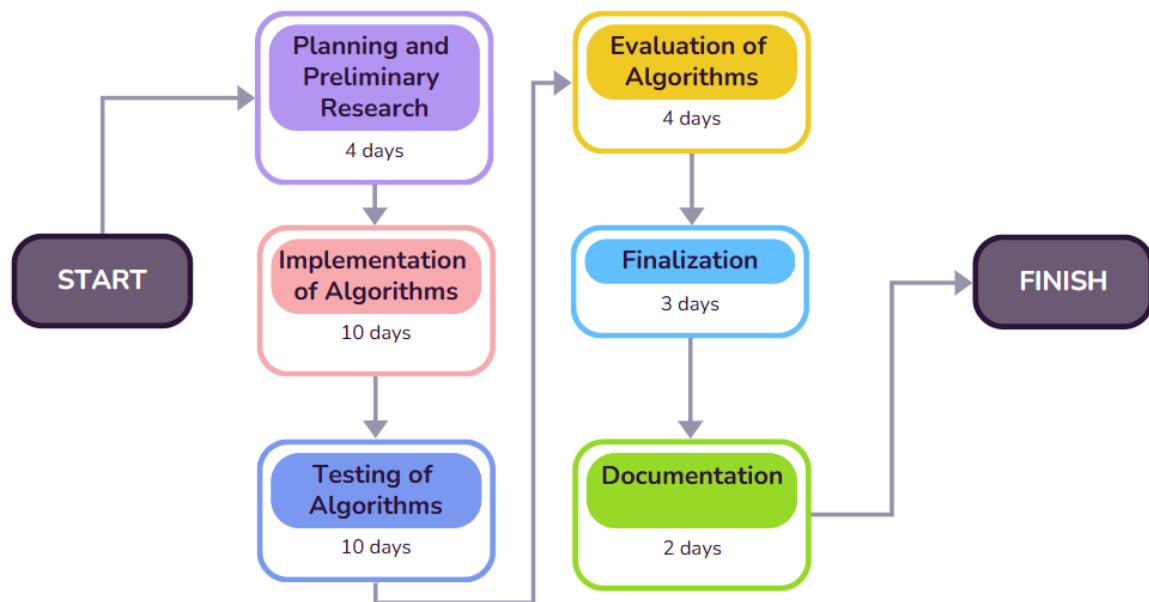 START
Planning and
Preliminary
Research
4 days
Implementation
of Algorithms
10 days
Testing of
Algorithms
10 days
Evaluation of
Algorithms
4 days
Finalization
3 days
Documentation
2 days
FINISH